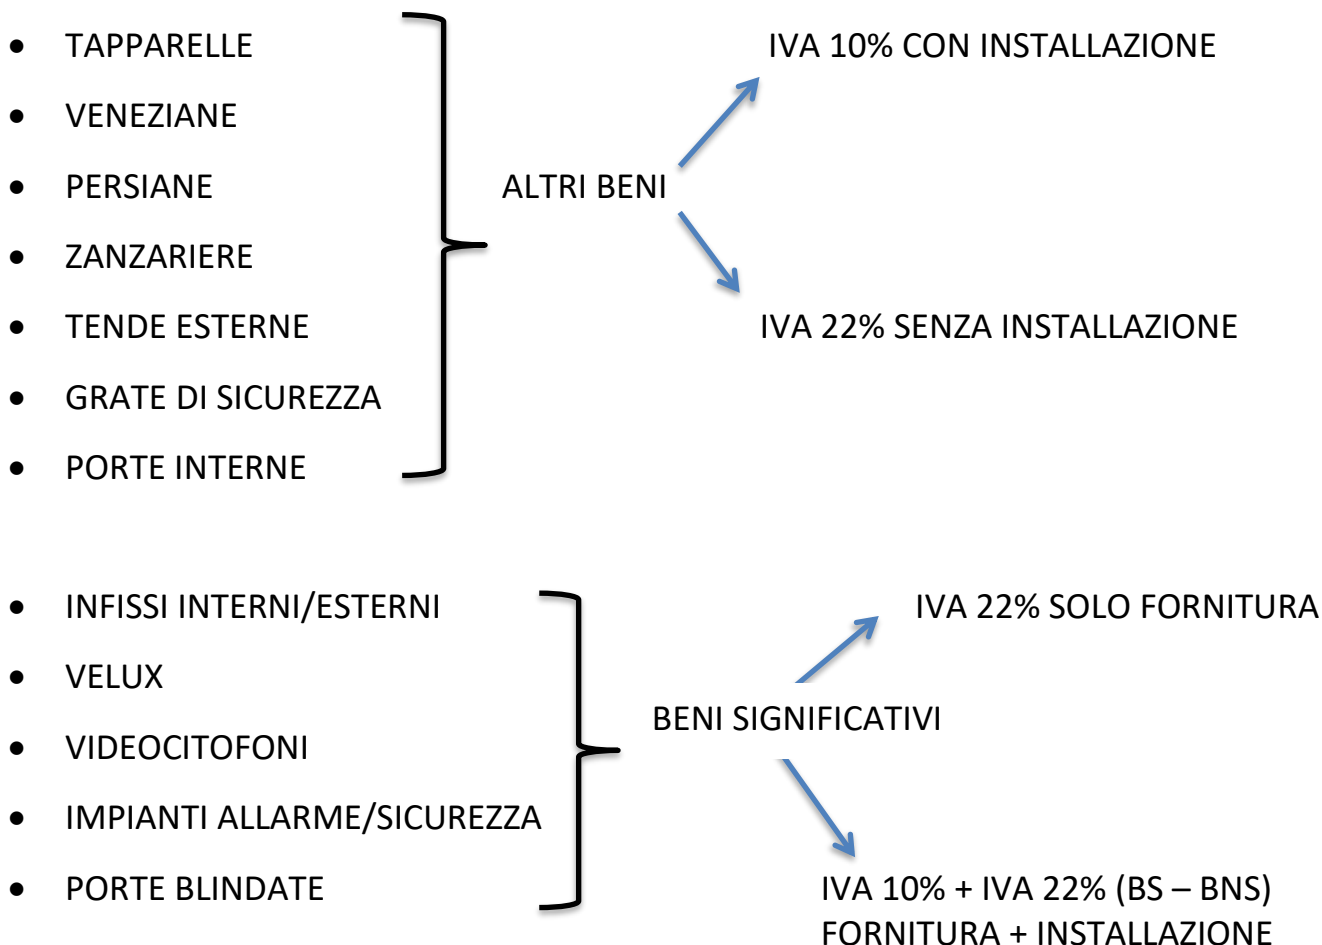 • TAPPARELLE
IVA 10% CON INSTALLAZIONE
• VENEZIANE
• PERSIANE
ALTRI BENI
• ZANZARIERE
• TENDE ESTERNE
IVA 22% SENZA INSTALLAZIONE
• GRATE DI SICUREZZA
• PORTE INTERNE
• INFISSI INTERNI/ESTERNI
IVA 22% SOLO FORNITURA
• VELUX
BENI SIGNIFICATIVI
• VIDEOCITOFONI
• IMPIANTI ALLARME/SICUREZZA
• PORTE BLINDATE
IVA 10% + IVA 22% (BS – BNS)
FORNITURA + INSTALLAZIONE